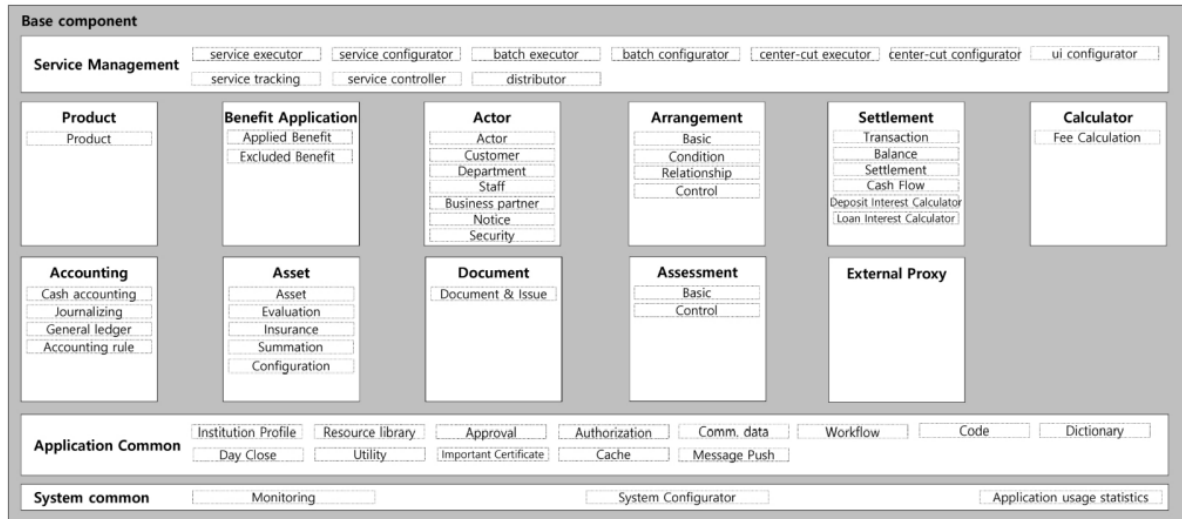 Base component
Service Management
service executor service configurator batch executor batch configurator center-cut executor center-cut configurator ui configurator
service tracking service controller distributor
Product
Product
Benefit Application
Applied Benefit
Excluded Benefit
Actor
Actor
Customer
Department
Staff
Business partner
Notice
Security
Arrangement
Basic
Condition
Relationship
Control
Settlement
Transaction
Balance
Settlement
Cash Flow
Deposit Interest Calculator
Loan Interest Calculator
Calculator
Fee Calculation
Accounting
Cash accounting
Journalizing
General ledger
Accounting rule
Asset
Asset
Evaluation
Insurance
Summation
Configuration
Document
Document & Issue
Assessment
Basic
Control
External Proxy
Application Common
Institution Profile Resource library Approval Authorization Comm. data Workflow Code Dictionary
Day Close Utility Important Certificate Cache Message Push
System common
Monitoring System Configurator Application usage statistics